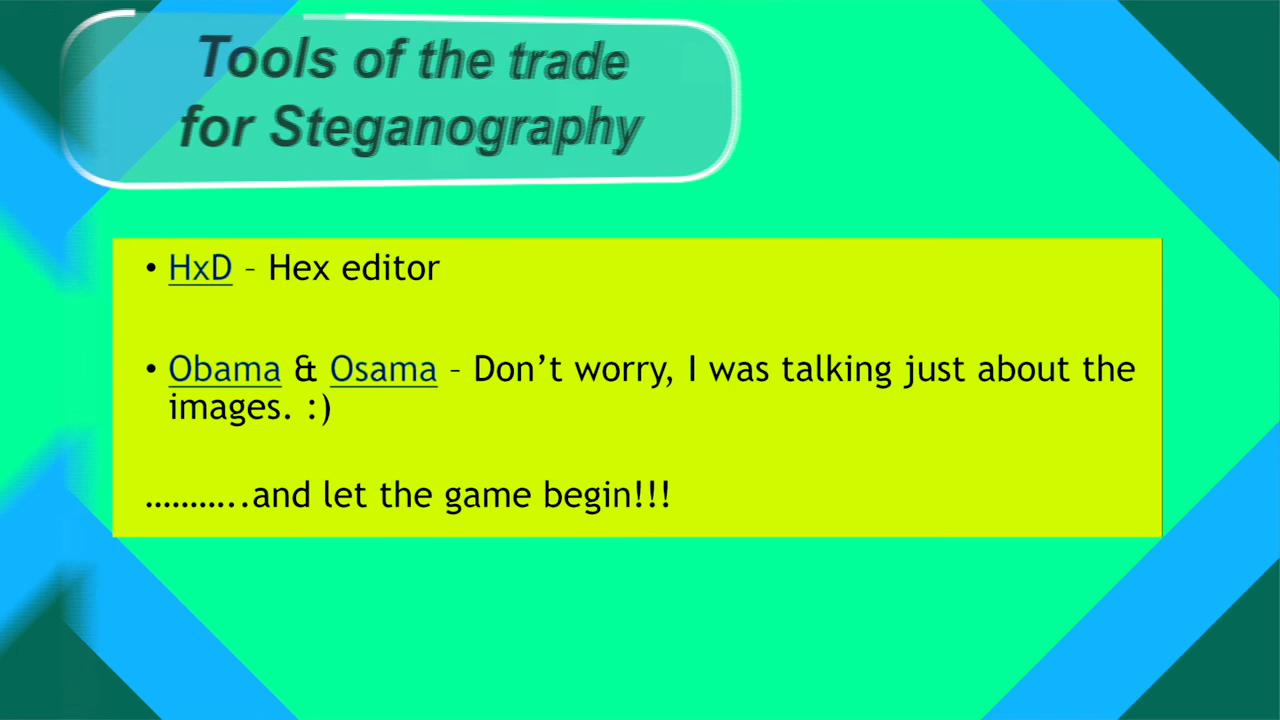 Tools of the trade
for Steganography
• HxD – Hex editor
• Obama & Osama – Don’t worry, I was talking just about the
images. :)
………..and let the game begin!!!